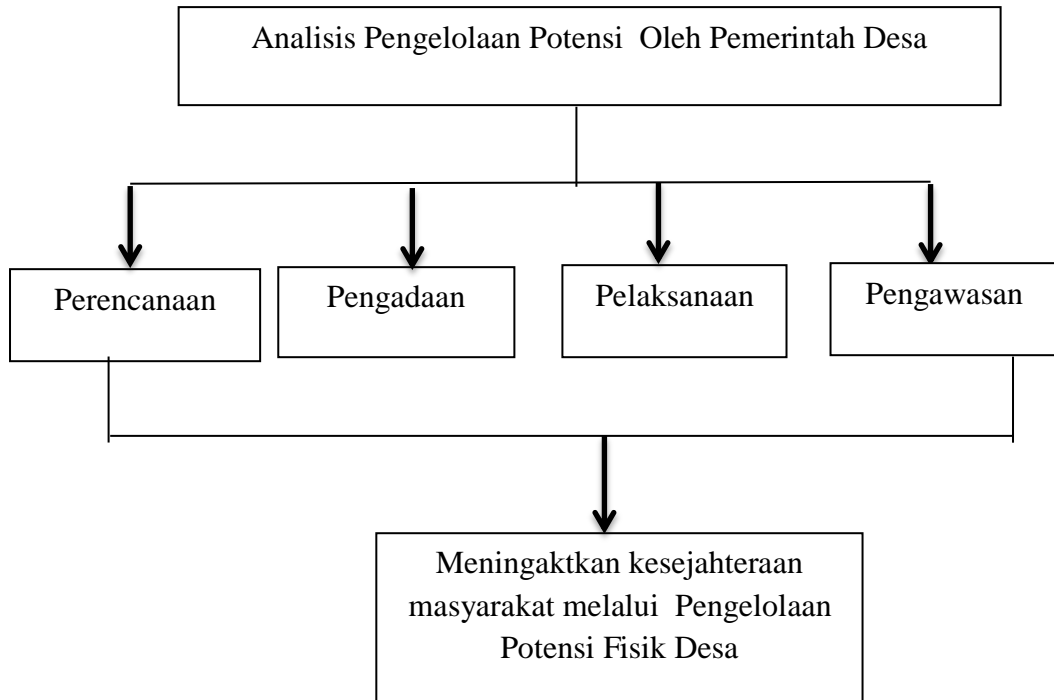 Analisis Pengelolaan Potensi Oleh Pemerintah Desa
Perencanaan
Pengadaan
Pelaksanaan
Pengawasan
Meningaktkan kesejahteraan
masyarakat melalui Pengelolaan
Potensi Fisik Desa